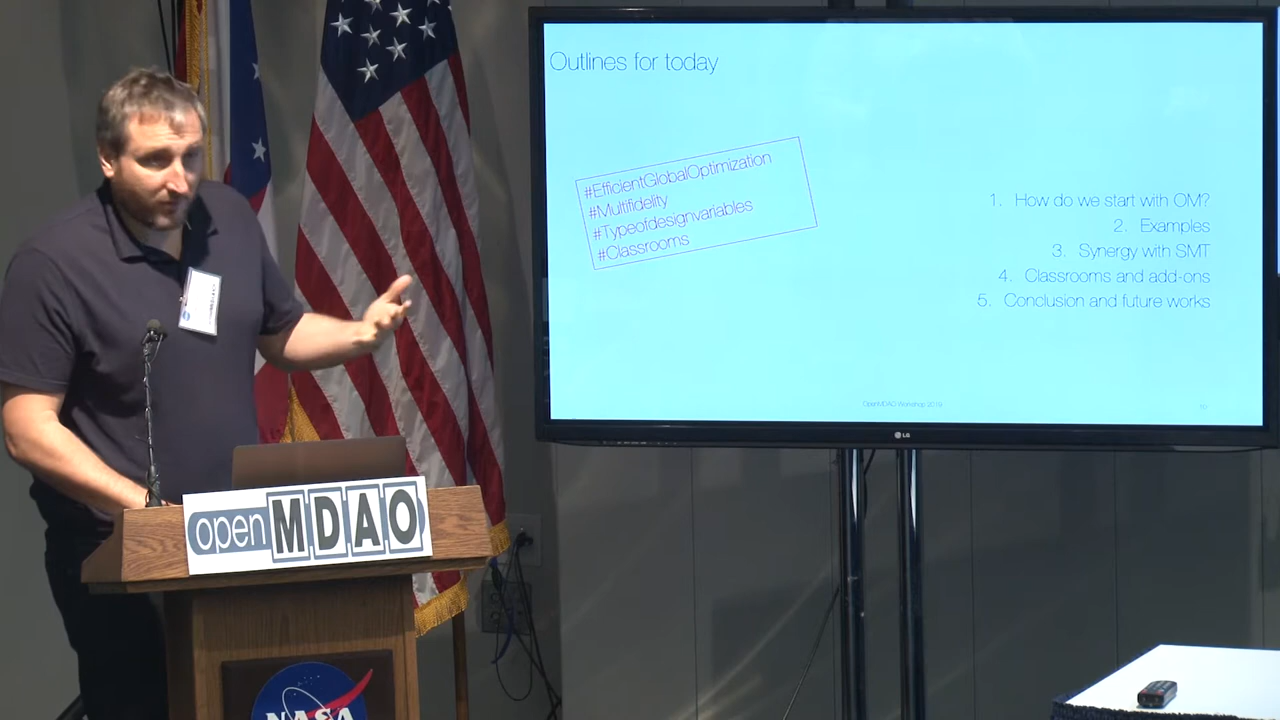 Outlines for today
#EfficientGlobalOptimization
#Multifidelity
#Typeofdesignvariables
#Classrooms
1. How do we start with OM?
2. Examples
3. Synergy with SMT
4. Classrooms and add-ons
5. Conclusion and future works
OpenMDAO Workshop 2019
10
LG
openMDAO
NASA